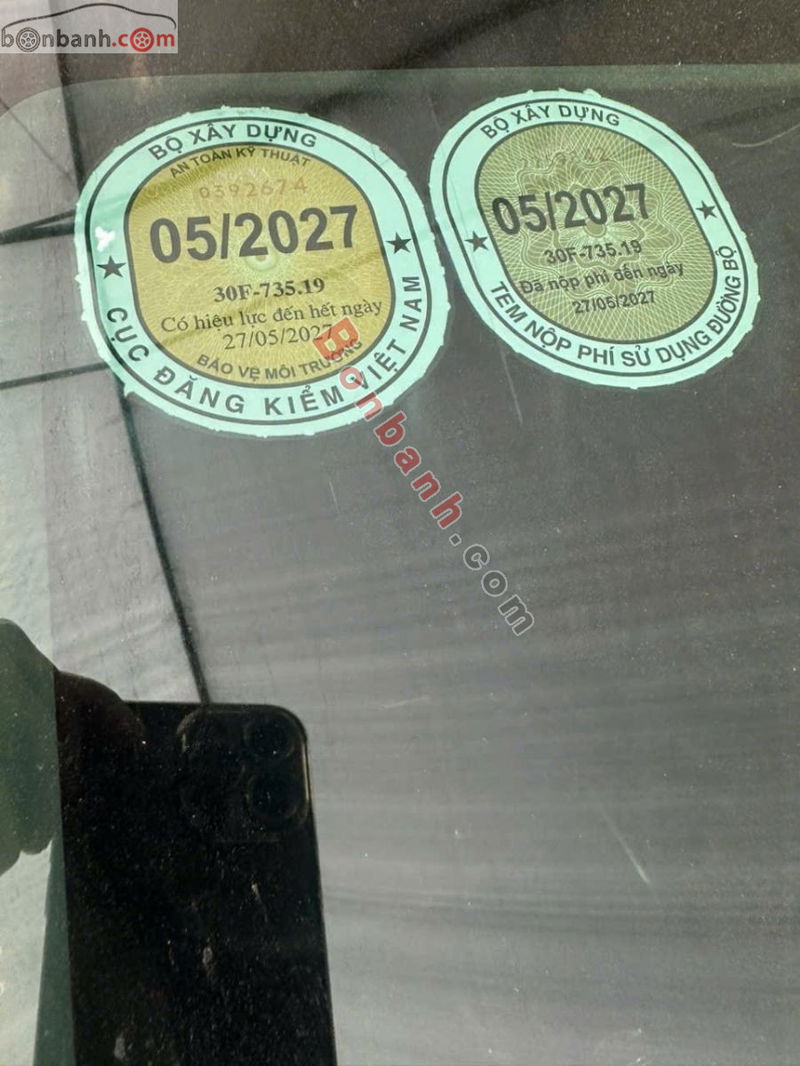 bonbanh.com
BỘ XÂY DỰNG
AN TOÀN KỸ THUẬT
0392674
05/2027
30F-735.19
Có hiệu lực đến hết ngày
27/05/2027
BẢO VỆ MÔI TRƯỜNG
CỤC ĐĂNG KIỂM VIỆT NAM
BỘ XÂY DỰNG
05/2027
30F-735.19
Đã nộp phí đến ngày
27/05/2027
TEM NỘP PHÍ SỬ DỤNG ĐƯỜNG BỘ
Bonbanh.com